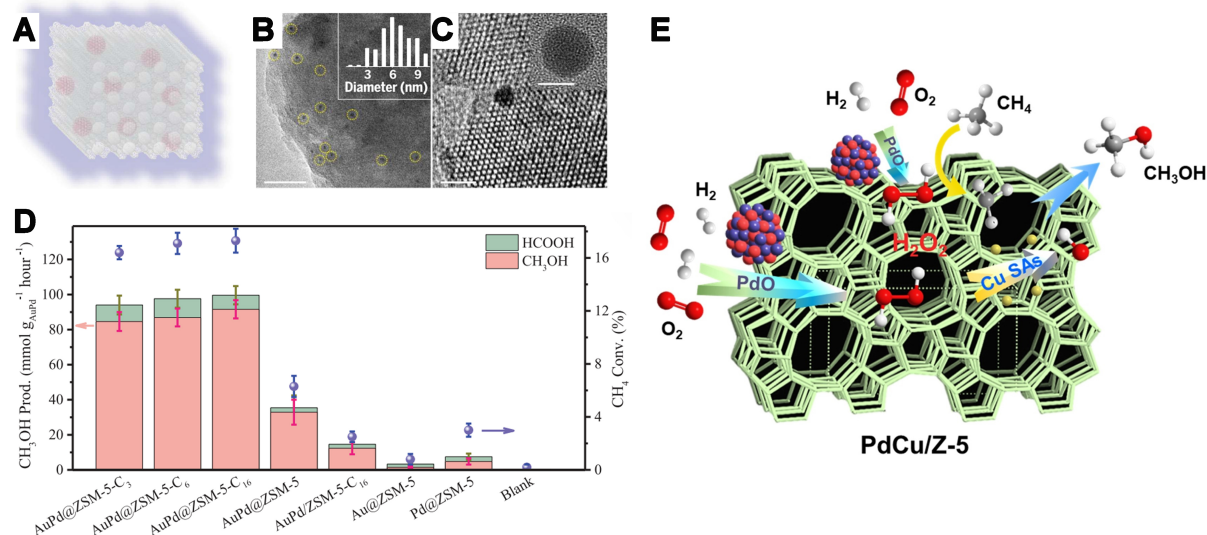 A
B
3 6 9
Diameter (nm)
C
D
CH₃OH Prod. (mmol g_AuPd⁻¹ hour⁻¹)
120
100
80
60
40
20
0
HCOOH
CH₃OH
16
12
8
4
0
CH₄ Conv. (%)
AuPd@ZSM-5-C₃
AuPd@ZSM-5-C₆
AuPd@ZSM-5-C₁₆
AuPd@ZSM-5
AuPd/ZSM-5-C₁₆
Au@ZSM-5
Pd@ZSM-5
Blank
E
H₂
O₂
CH₄
PdO
CH₃OH
H₂
H₂O₂
Cu SAs
PdO
O₂
PdCu/Z-5